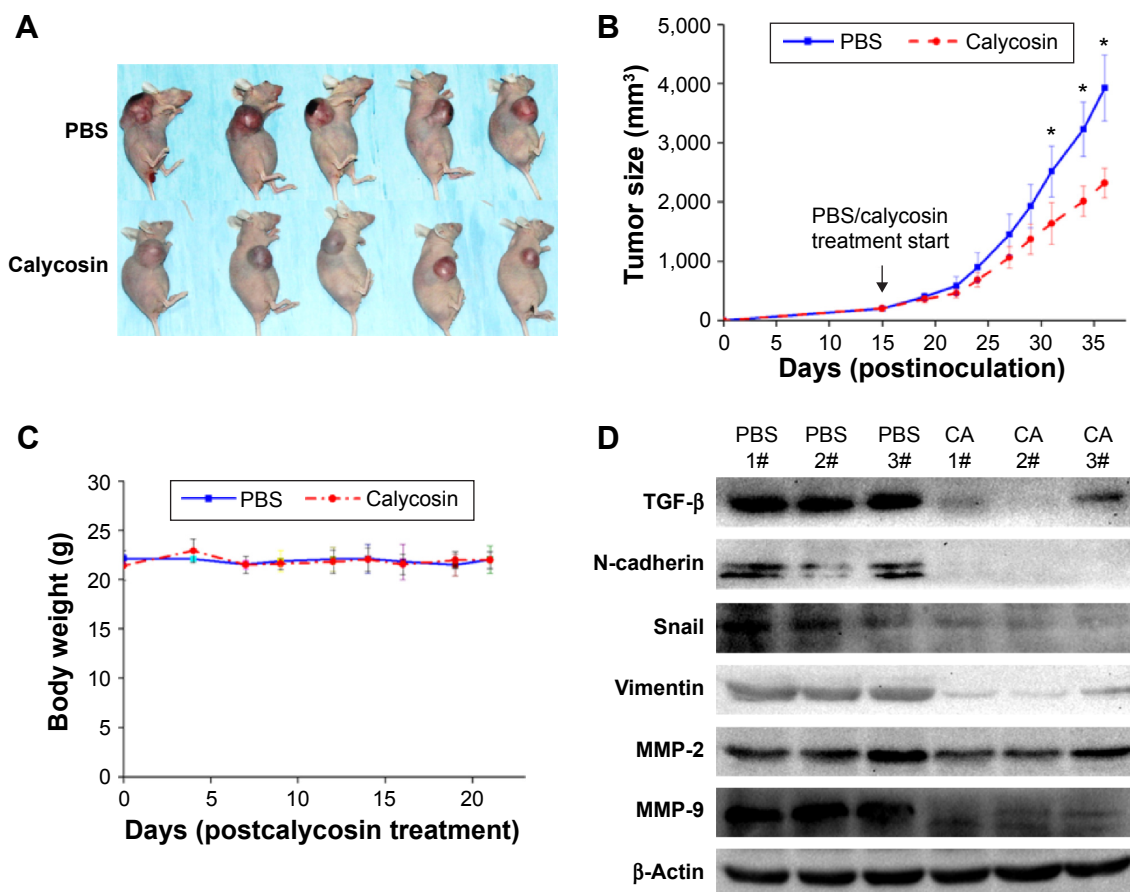 A
PBS
Calycosin
B
PBS Calycosin
Tumor size (mm³)
5,000
4,000
3,000
2,000
1,000
0
* * *
PBS/calycosin
treatment start
0 5 10 15 20 25 30 35
Days (postinoculation)
C
PBS Calycosin
Body weight (g)
30
25
20
15
10
5
0
0 5 10 15 20
Days (postcalycosin treatment)
D
PBS PBS PBS CA CA CA
1# 2# 3# 1# 2# 3#
TGF-β
N-cadherin
Snail
Vimentin
MMP-2
MMP-9
β-Actin